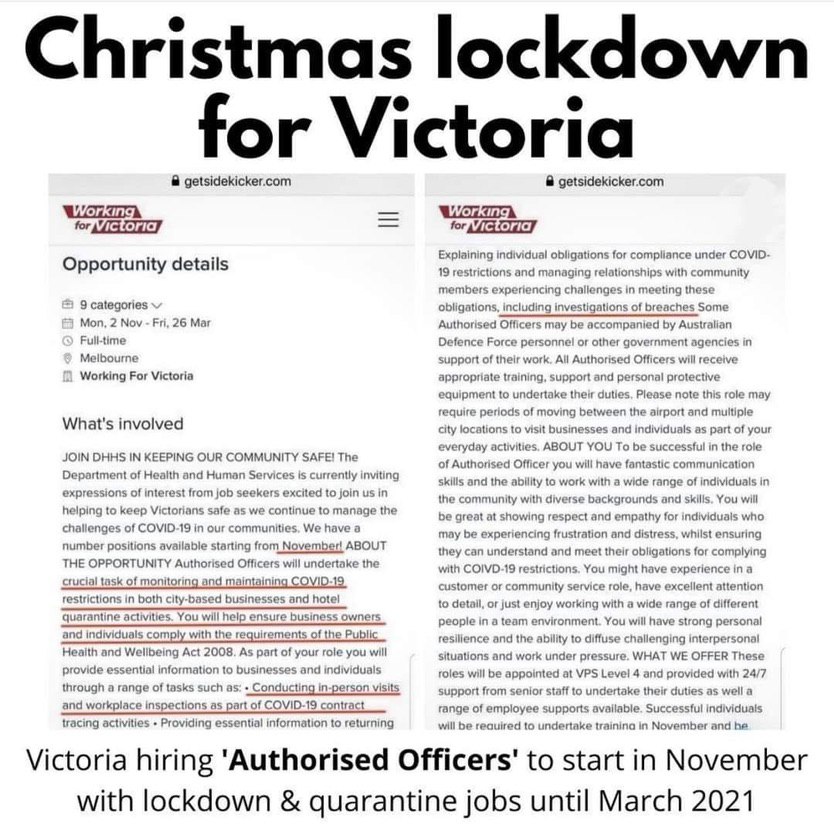 Christmas lockdown
for Victoria
getsidekicker.com
Working
for Victoria
Opportunity details
9 categories
Mon, 2 Nov - Fri, 26 Mar
Full-time
Melbourne
Working For Victoria
What's involved
JOIN DHHS IN KEEPING OUR COMMUNITY SAFE! The
Department of Health and Human Services is currently inviting
expressions of interest from job seekers excited to join us in
helping to keep Victorians safe as we continue to manage the
challenges of COVID-19 in our communities. We have a
number positions available starting from November! ABOUT
THE OPPORTUNITY Authorised Officers will undertake the
crucial task of monitoring and maintaining COVID-19
restrictions in both city-based businesses and hotel
quarantine activities. You will help ensure business owners
and individuals comply with the requirements of the Public
Health and Wellbeing Act 2008. As part of your role you will
provide essential information to businesses and individuals
through a range of tasks such as: • Conducting in-person visits
and workplace inspections as part of COVID-19 contract
tracing activities • Providing essential information to returning
getsidekicker.com
Working
for Victoria
Explaining individual obligations for compliance under COVID-
19 restrictions and managing relationships with community
members experiencing challenges in meeting these
obligations, including investigations of breaches Some
Authorised Officers may be accompanied by Australian
Defence Force personnel or other government agencies in
support of their work. All Authorised Officers will receive
appropriate training, support and personal protective
equipment to undertake their duties. Please note this role may
require periods of moving between the airport and multiple
city locations to visit businesses and individuals as part of your
everyday activities. ABOUT YOU To be successful in the role
of Authorised Officer you will have fantastic communication
skills and the ability to work with a wide range of individuals in
the community with diverse backgrounds and skills. You will
be great at showing respect and empathy for individuals who
may be experiencing frustration and distress, whilst ensuring
they can understand and meet their obligations for complying
with COIVD-19 restrictions. You might have experience in a
customer or community service role, have excellent attention
to detail, or just enjoy working with a wide range of different
people in a team environment. You will have strong personal
resilience and the ability to diffuse challenging interpersonal
situations and work under pressure. WHAT WE OFFER These
roles will be appointed at VPS Level 4 and provided with 24/7
support from senior staff to undertake their duties as well a
range of employee supports available. Successful individuals
will be required to undertake training in November and be
Victoria hiring 'Authorised Officers' to start in November
with lockdown & quarantine jobs until March 2021